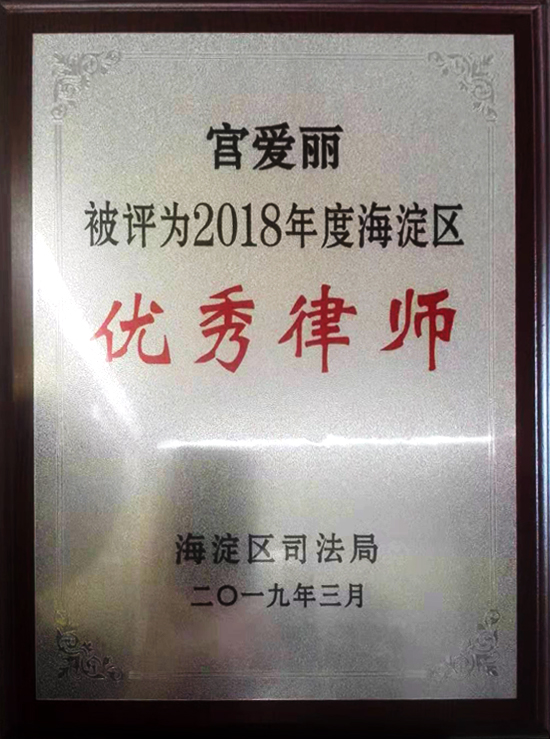 宫爱丽
被评为2018年度海淀区
优秀律师
海淀区司法局
二〇一九年三月